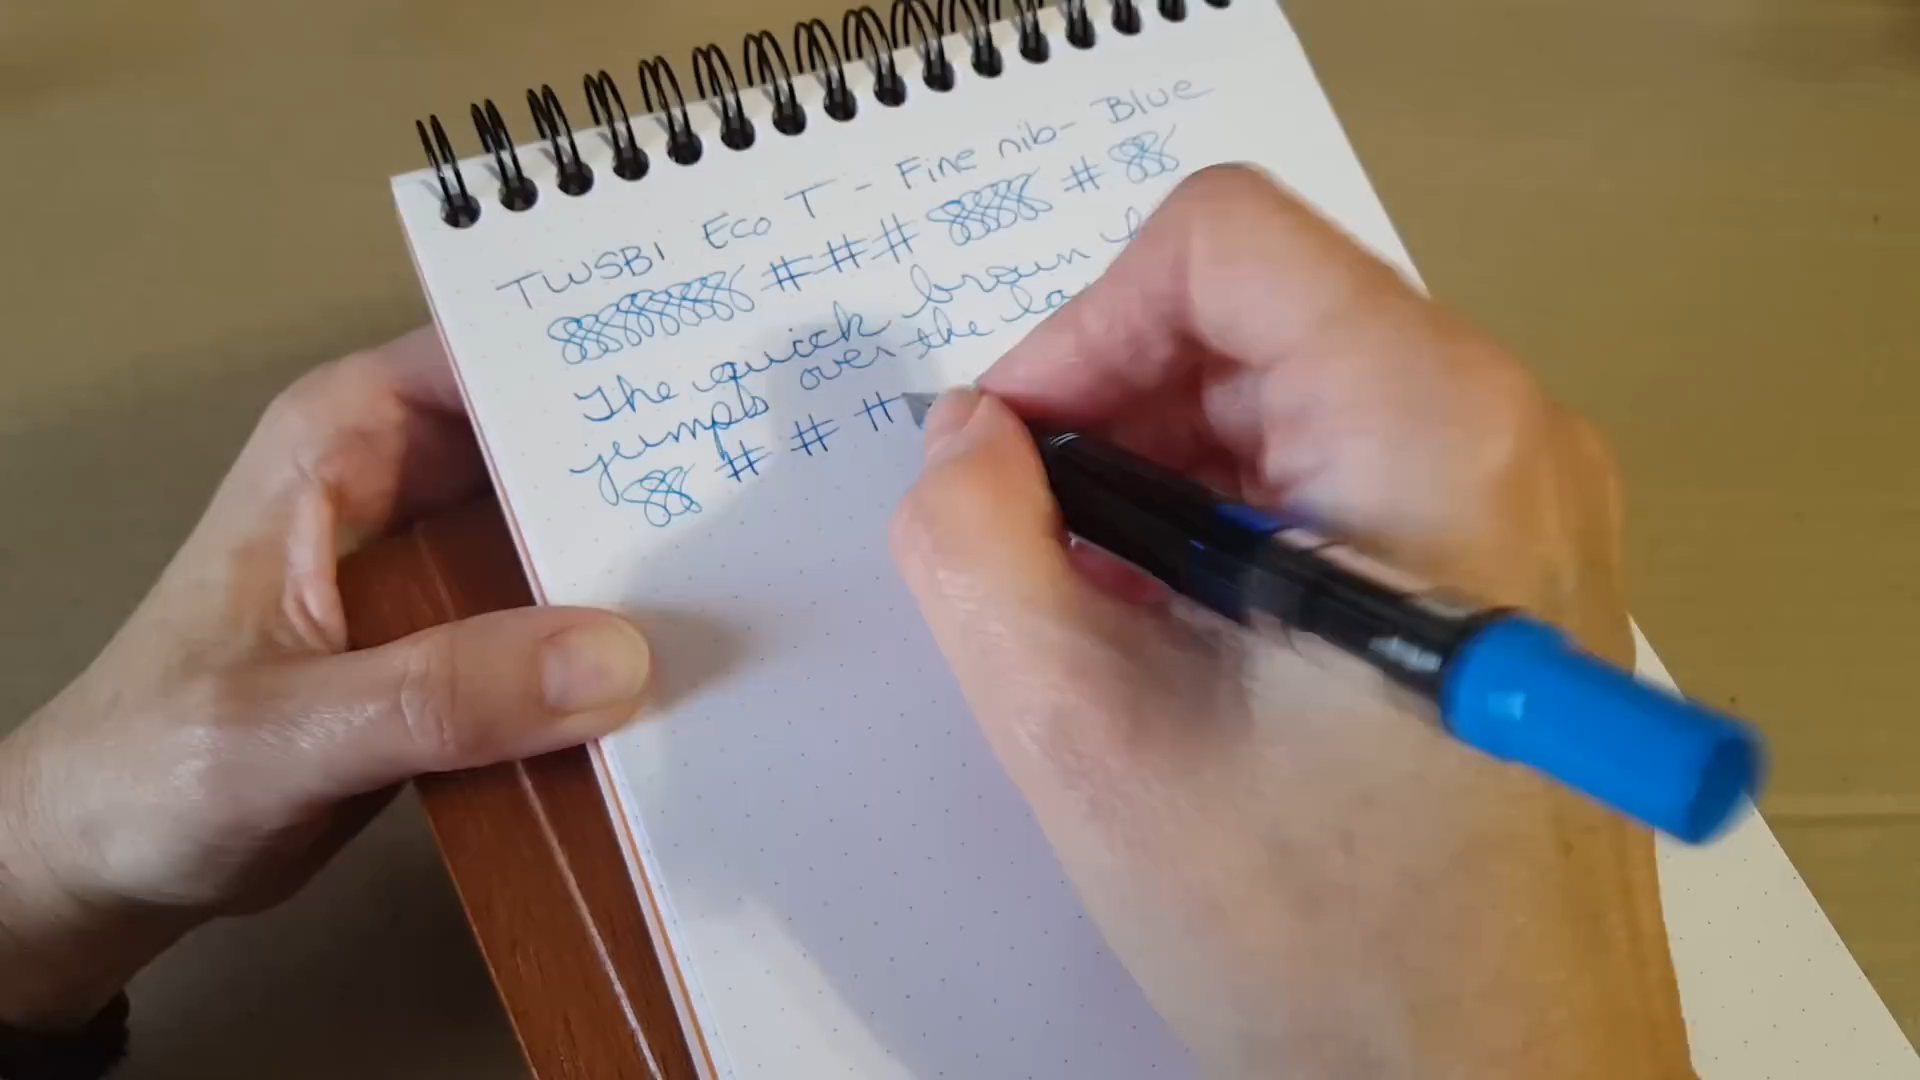 TWSBI Eco T - Fine nib- Blue
# # # #
The quick brown
jumps over the
# # #